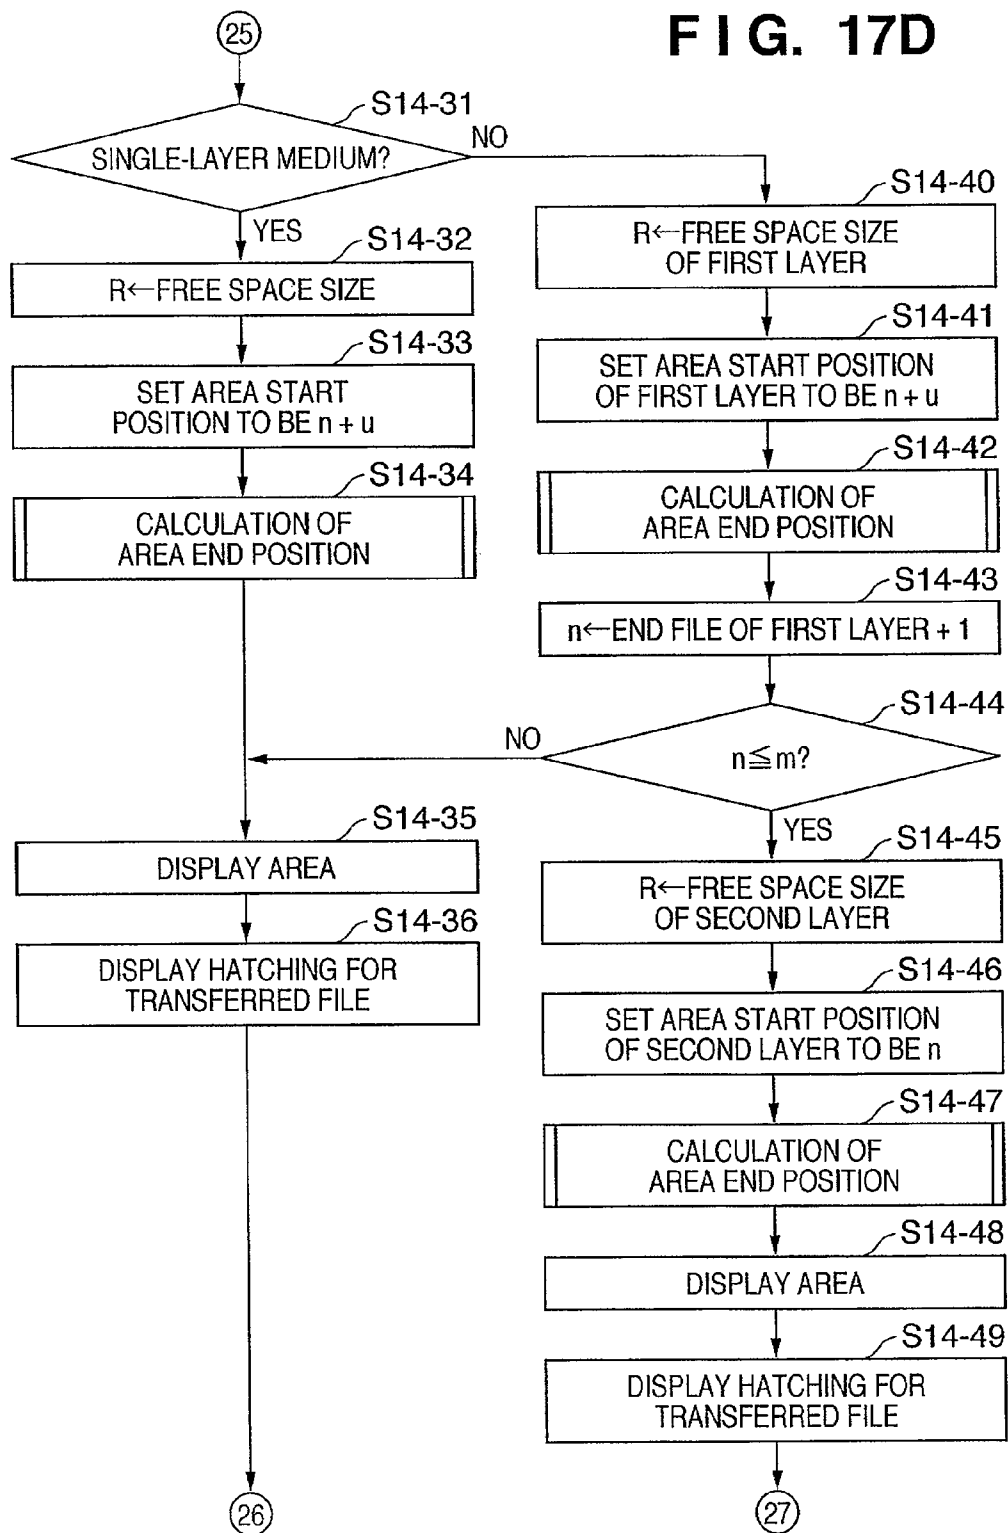 FIG. 17D
25
S14-31
SINGLE-LAYER MEDIUM?
NO
YES
S14-32
R←FREE SPACE SIZE
S14-33
SET AREA START
POSITION TO BE n + u
S14-34
CALCULATION OF
AREA END POSITION
S14-35
DISPLAY AREA
S14-36
DISPLAY HATCHING FOR
TRANSFERRED FILE
26
S14-40
R←FREE SPACE SIZE
OF FIRST LAYER
S14-41
SET AREA START POSITION
OF FIRST LAYER TO BE n + u
S14-42
CALCULATION OF
AREA END POSITION
S14-43
n←END FILE OF FIRST LAYER + 1
S14-44
n≦m?
NO
YES
S14-45
R←FREE SPACE SIZE
OF SECOND LAYER
S14-46
SET AREA START POSITION
OF SECOND LAYER TO BE n
S14-47
CALCULATION OF
AREA END POSITION
S14-48
DISPLAY AREA
S14-49
DISPLAY HATCHING FOR
TRANSFERRED FILE
27